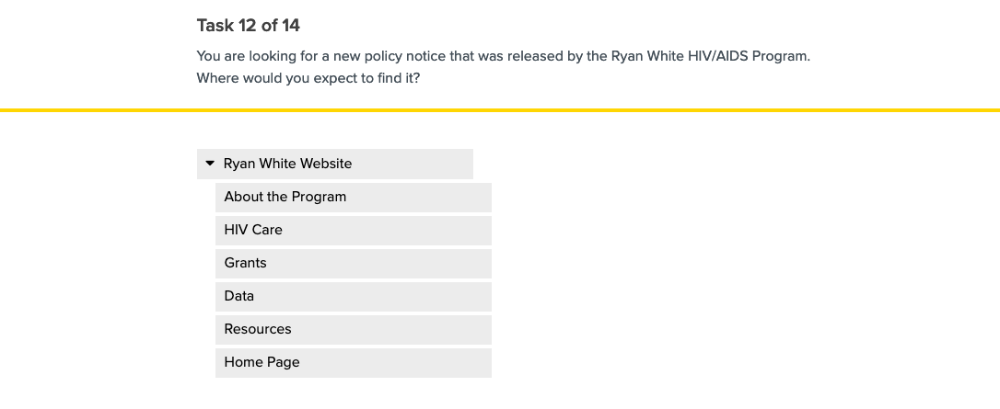 Task 12 of 14
You are looking for a new policy notice that was released by the Ryan White HIV/AIDS Program.
Where would you expect to find it?
Ryan White Website
About the Program
HIV Care
Grants
Data
Resources
Home Page